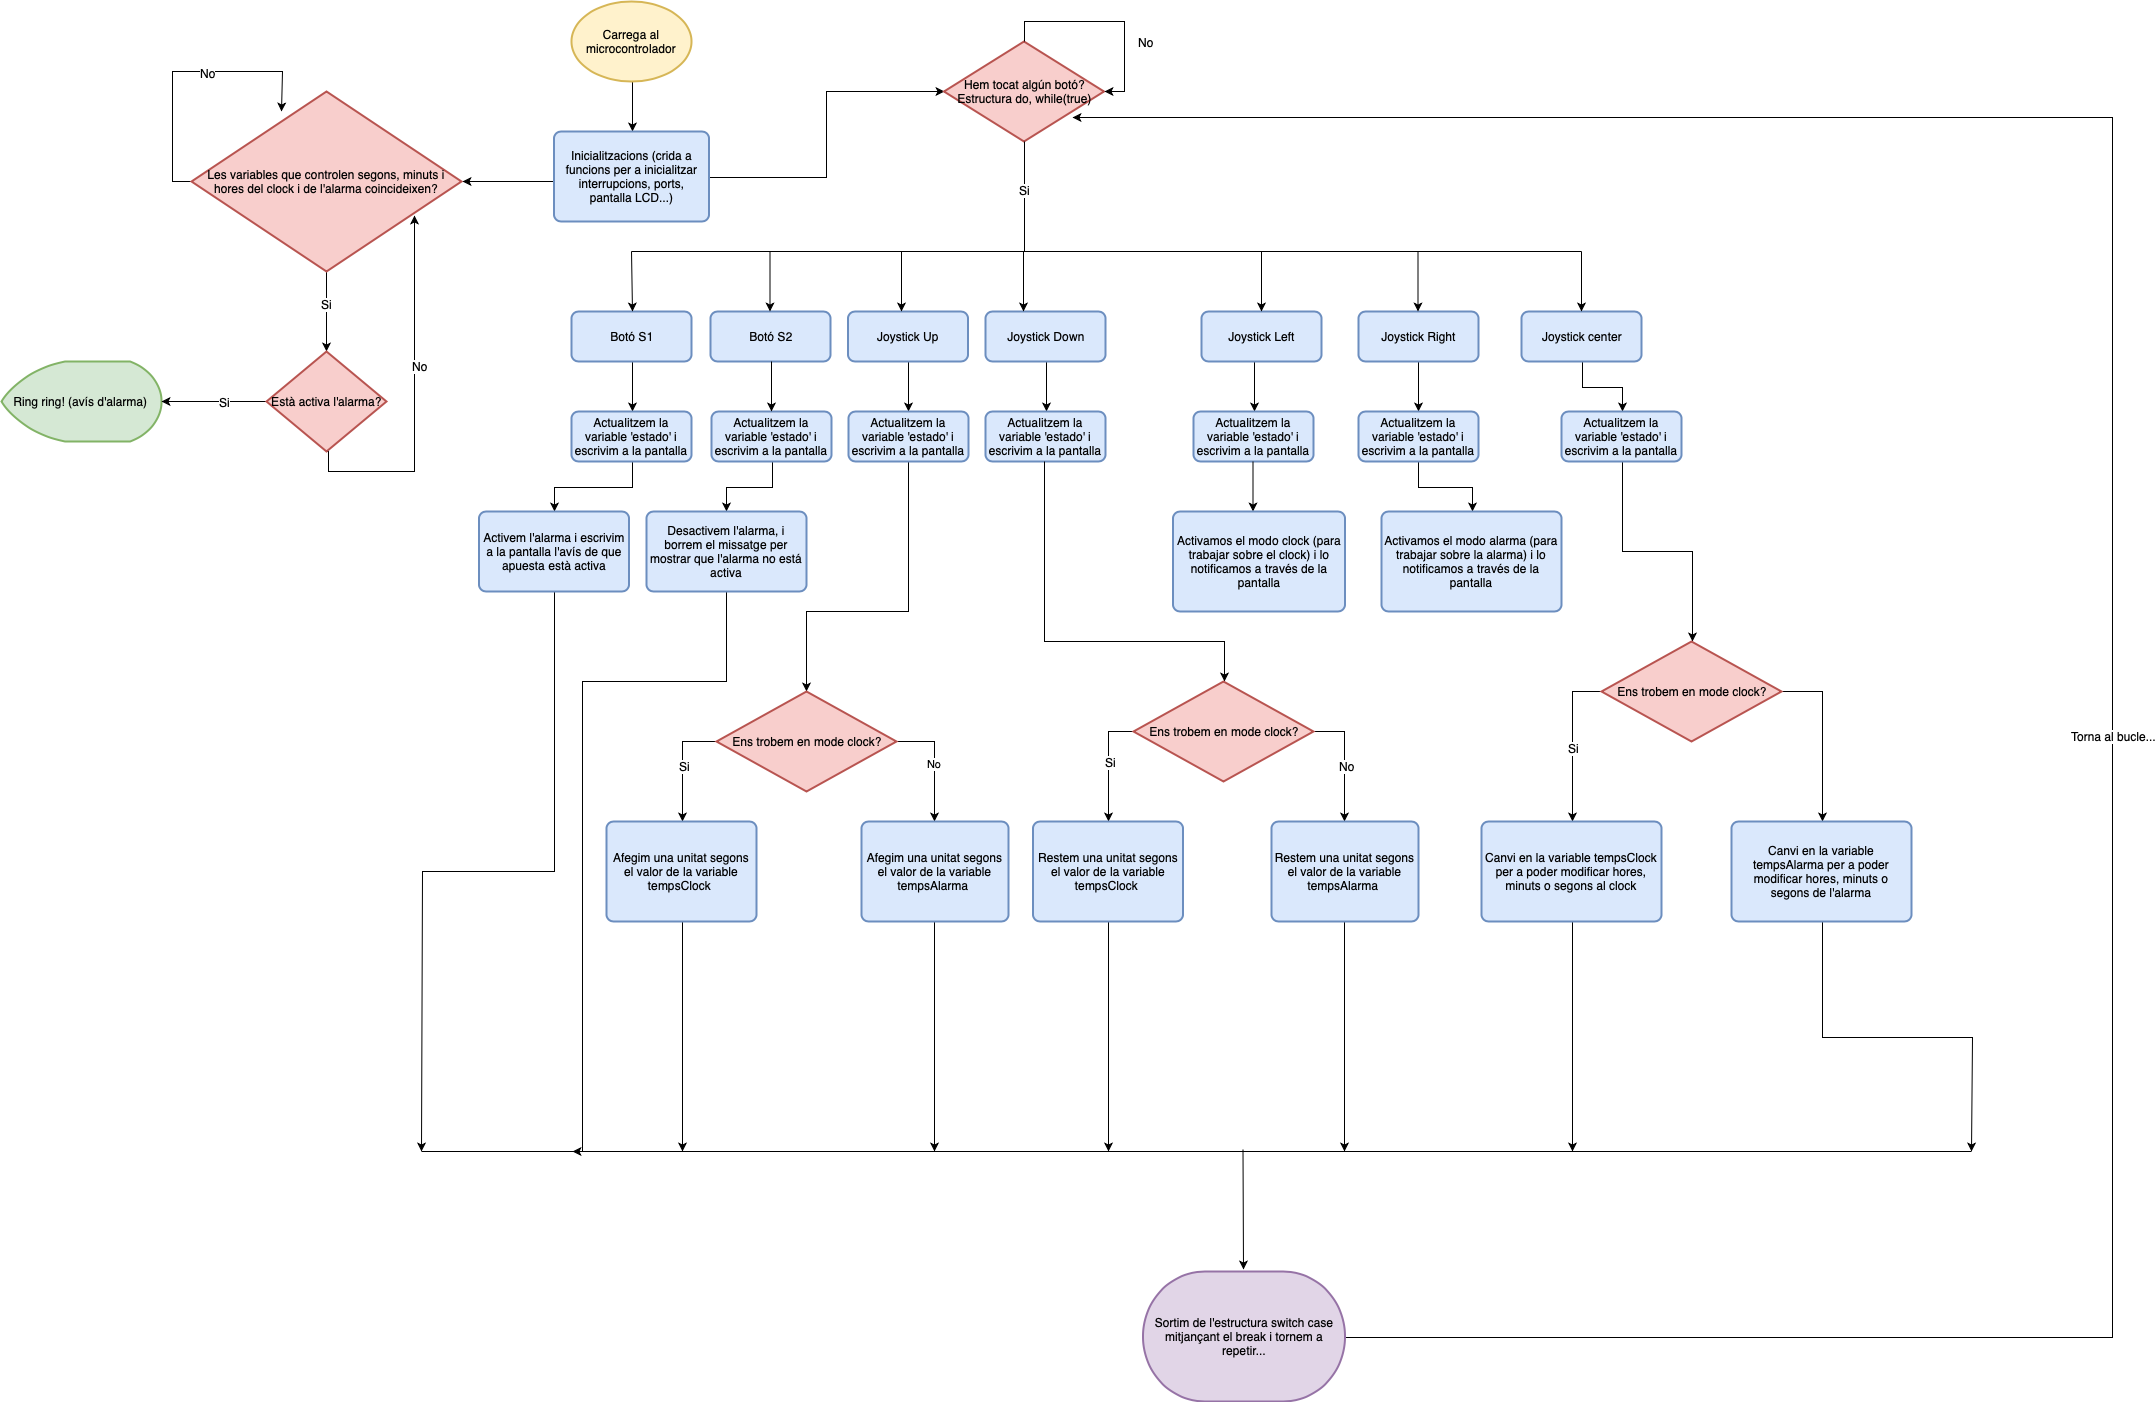 Carrega al
microcontrolador
No
No
Hem tocat algún botó?
Estructura do, while(true)
Inicialitzacions (crida a
funcions per a inicialitzar
interrupcions, ports,
pantalla LCD...)
Les variables que controlen segons, minuts i
hores del clock i de l'alarma coincideixen?
Si
Si
No
Està activa l'alarma?
Si
Ring ring! (avís d'alarma)
Botó S1
Botó S2
Joystick Up
Joystick Down
Joystick Left
Joystick Right
Joystick center
Actualitzem la
variable 'estado' i
escrivim a la pantalla
Actualitzem la
variable 'estado' i
escrivim a la pantalla
Actualitzem la
variable 'estado' i
escrivim a la pantalla
Actualitzem la
variable 'estado' i
escrivim a la pantalla
Actualitzem la
variable 'estado' i
escrivim a la pantalla
Actualitzem la
variable 'estado' i
escrivim a la pantalla
Actualitzem la
variable 'estado' i
escrivim a la pantalla
Activem l'alarma i escrivim
a la pantalla l'avís de que
apuesta està activa
Desactivem l'alarma, i
borrem el missatge per
mostrar que l'alarma no está
activa
Activamos el modo clock (para
trabajar sobre el clock) i lo
notificamos a través de la
pantalla
Activamos el modo alarma (para
trabajar sobre la alarma) i lo
notificamos a través de la
pantalla
Ens trobem en mode clock?
Si
No
Ens trobem en mode clock?
Si
No
Ens trobem en mode clock?
Si
Torna al bucle...
Afegim una unitat segons
el valor de la variable
tempsClock
Afegim una unitat segons
el valor de la variable
tempsAlarma
Restem una unitat segons
el valor de la variable
tempsClock
Restem una unitat segons
el valor de la variable
tempsAlarma
Canvi en la variable tempsClock
per a poder modificar hores,
minuts o segons al clock
Canvi en la variable
tempsAlarma per a poder
modificar hores, minuts o
segons de l'alarma
Sortim de l'estructura switch case
mitjançant el break i tornem a
repetir...